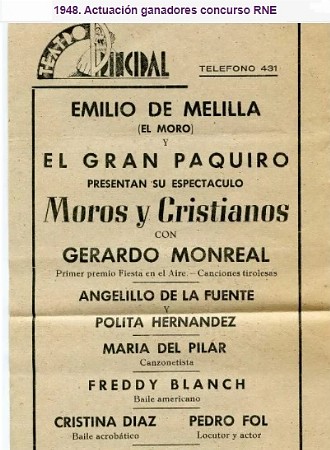 1948. Actuación ganadores concurso RNE
TEATRO
PRINCIPAL
TELEFONO 431
EMILIO DE MELILLA
(EL MORO)
Y
EL GRAN PAQUIRO
PRESENTAN SU ESPECTACULO
Moros y Cristianos
CON
GERARDO MONREAL
Primer premio Fiesta en el Aire.—Canciones tirolesas
ANGELILLO DE LA FUENTE
Y
POLITA HERNANDEZ
MARIA DEL PILAR
Canzonetista
FREDDY BLANCH
Baile americano
CRISTINA DIAZ PEDRO FOL
Baile acrobático Locutor y actor